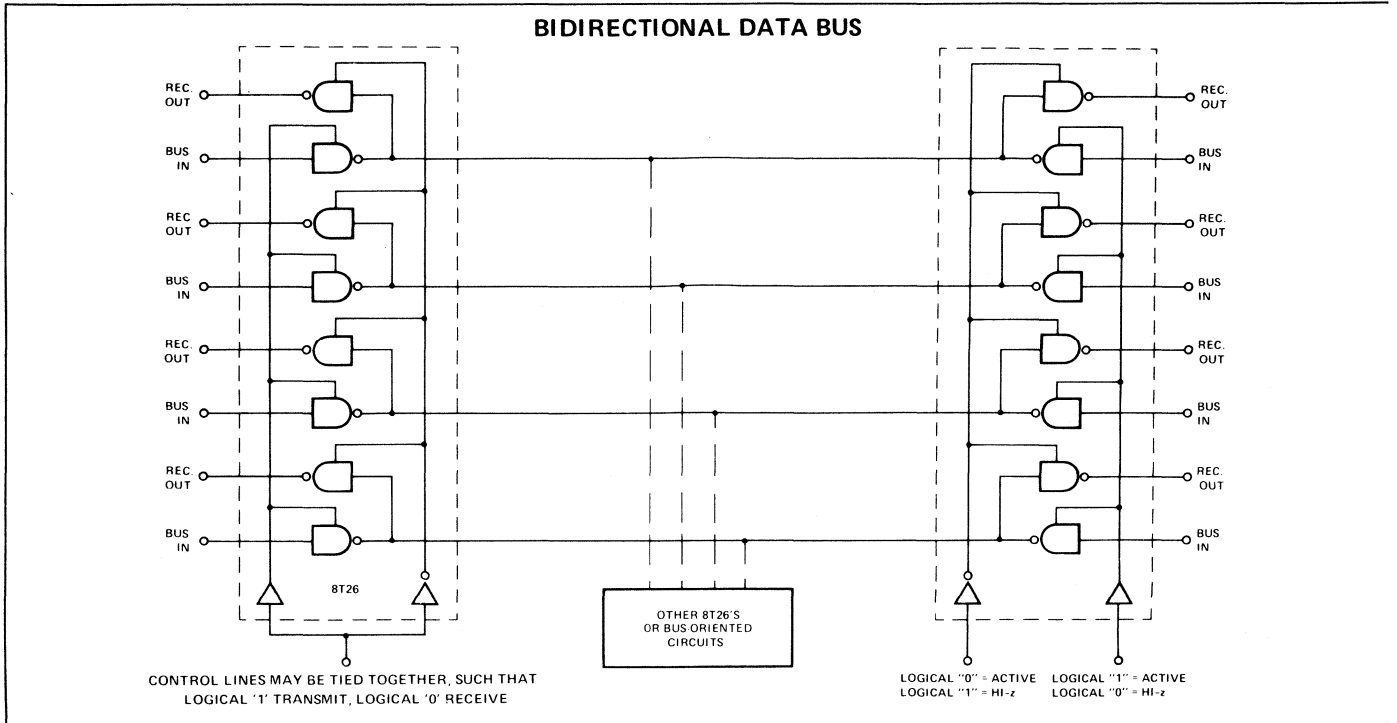 BIDIRECTIONAL DATA BUS
REC.
OUT
BUS
IN
REC
OUT
BUS
IN
REC.
OUT
BUS
IN
REC.
OUT
BUS
IN
8T26
CONTROL LINES MAY BE TIED TOGETHER, SUCH THAT
LOGICAL '1' TRANSMIT, LOGICAL '0' RECEIVE
OTHER 8T26'S
OR BUS-ORIENTED
CIRCUITS
REC.
OUT
BUS
IN
REC.
OUT
BUS
IN
REC.
OUT
BUS
IN
REC.
OUT
BUS
IN
LOGICAL "0" = ACTIVE
LOGICAL "1" = HI-z
LOGICAL "1" = ACTIVE
LOGICAL "0" = HI-z